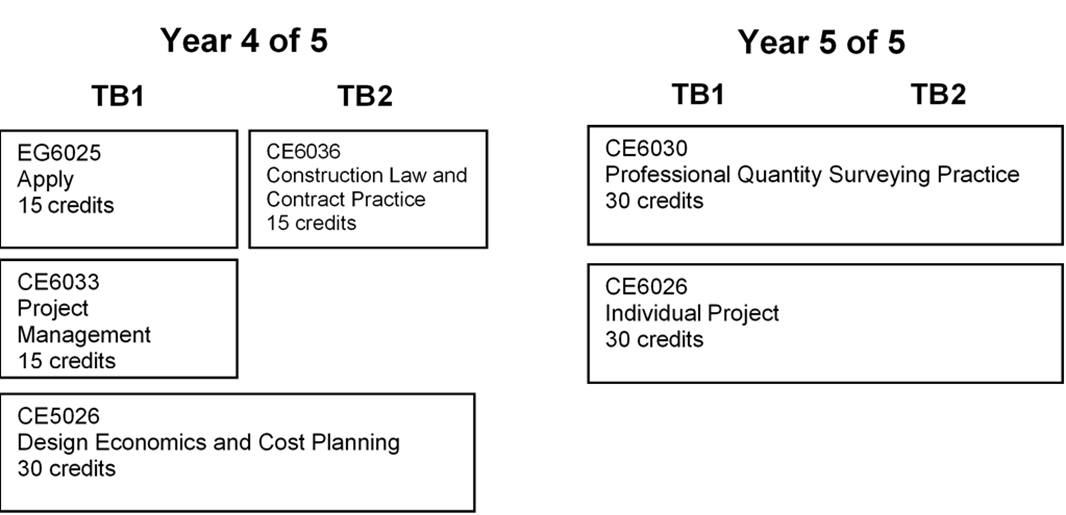 Year 4 of 5
TB1
TB2
EG6025
Apply
15 credits
CE6036
Construction Law and
Contract Practice
15 credits
CE6033
Project
Management
15 credits
CE5026
Design Economics and Cost Planning
30 credits
Year 5 of 5
TB1
TB2
CE6030
Professional Quantity Surveying Practice
30 credits
CE6026
Individual Project
30 credits